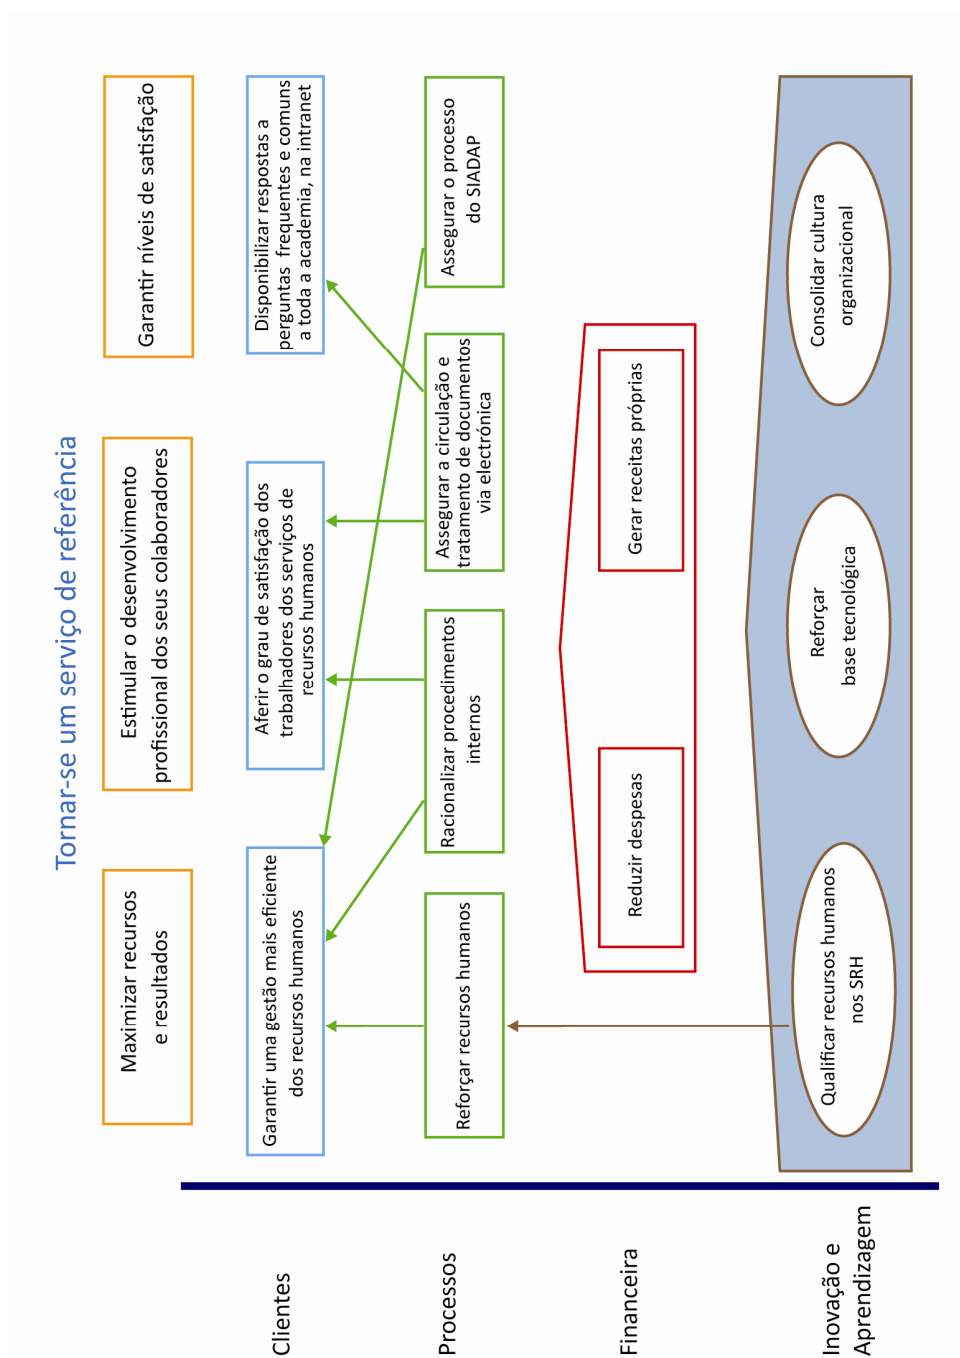 Tornar-se um serviço de referência
Maximizar recursos
e resultados
Estimular o desenvolvimento
profissional dos seus colaboradores
Garantir níveis de satisfação
Clientes
Garantir uma gestão mais eficiente
dos recursos humanos
Aferir o grau de satisfação dos
trabalhadores dos serviços de
recursos humanos
Disponibilizar respostas a
perguntas frequentes e comuns
a toda a academia, na intranet
Processos
Reforçar recursos humanos
Racionalizar procedimentos
internos
Assegurar a circulação e
tratamento de documentos
via electrónica
Assegurar o processo
do SIADAP
Financeira
Reduzir despesas
Gerar receitas próprias
Inovação e
Aprendizagem
Qualificar recursos humanos
nos SRH
Reforçar
base tecnológica
Consolidar cultura
organizacional